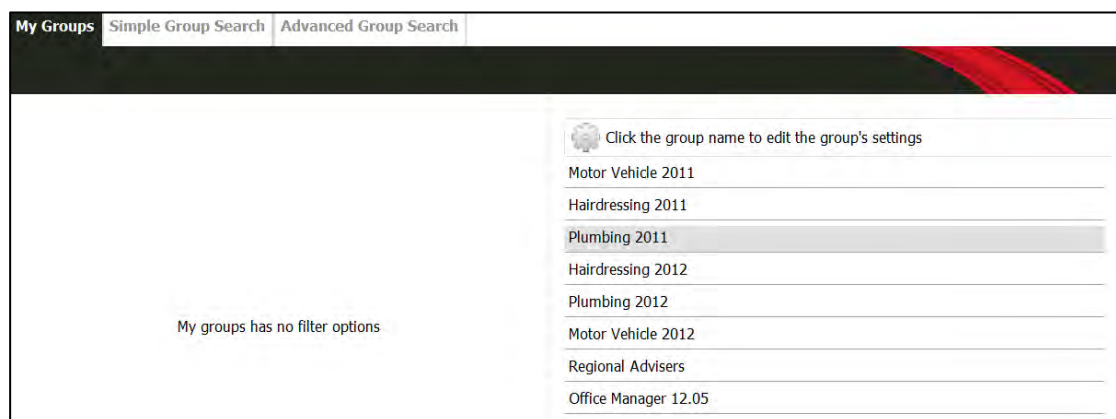 My Groups Simple Group Search Advanced Group Search
Click the group name to edit the group's settings
Motor Vehicle 2011
Hairdressing 2011
Plumbing 2011
Hairdressing 2012
Plumbing 2012
My groups has no filter options
Motor Vehicle 2012
Regional Advisers
Office Manager 12.05